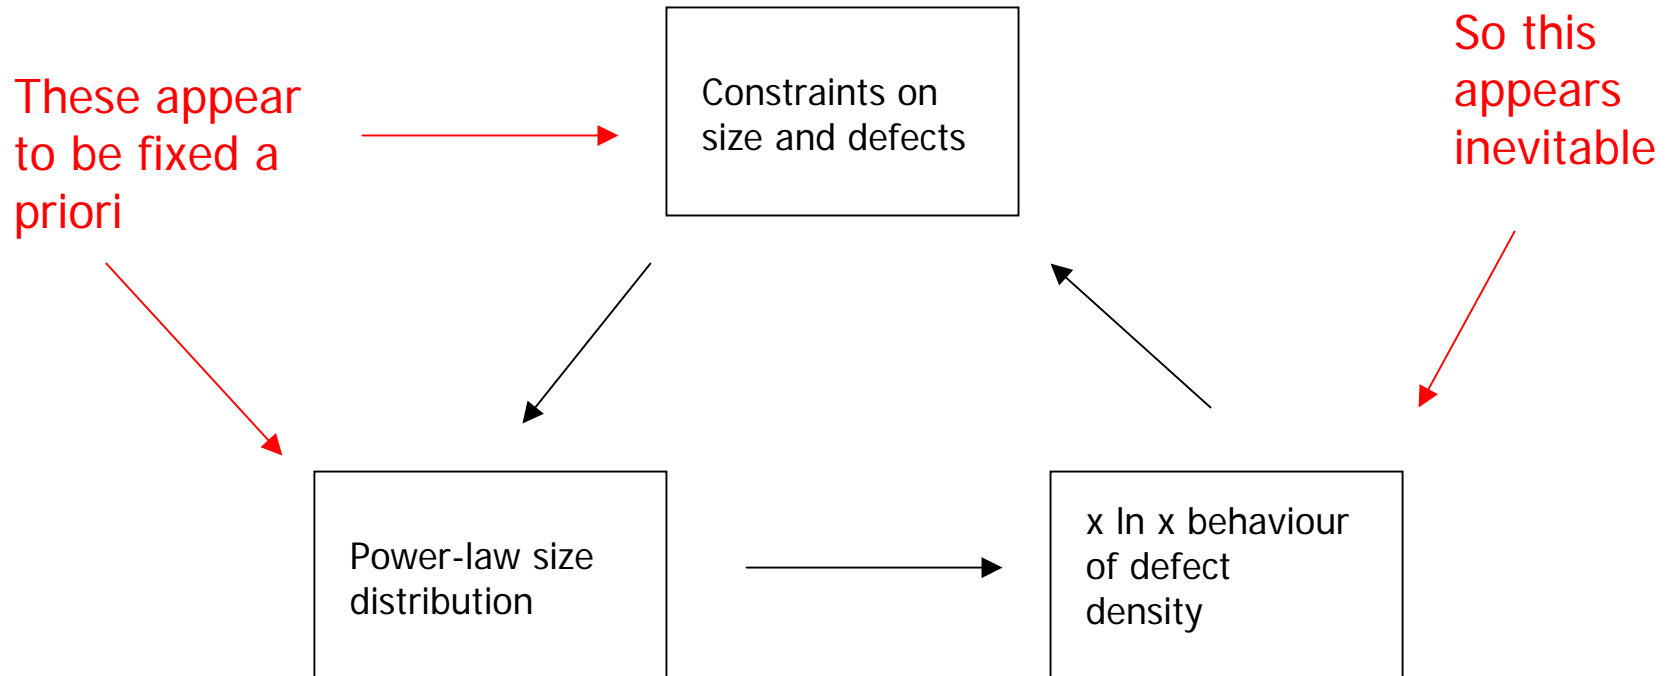 These appear
to be fixed a
priori
Constraints on
size and defects
So this
appears
inevitable
Power-law size
distribution
x ln x behaviour
of defect
density